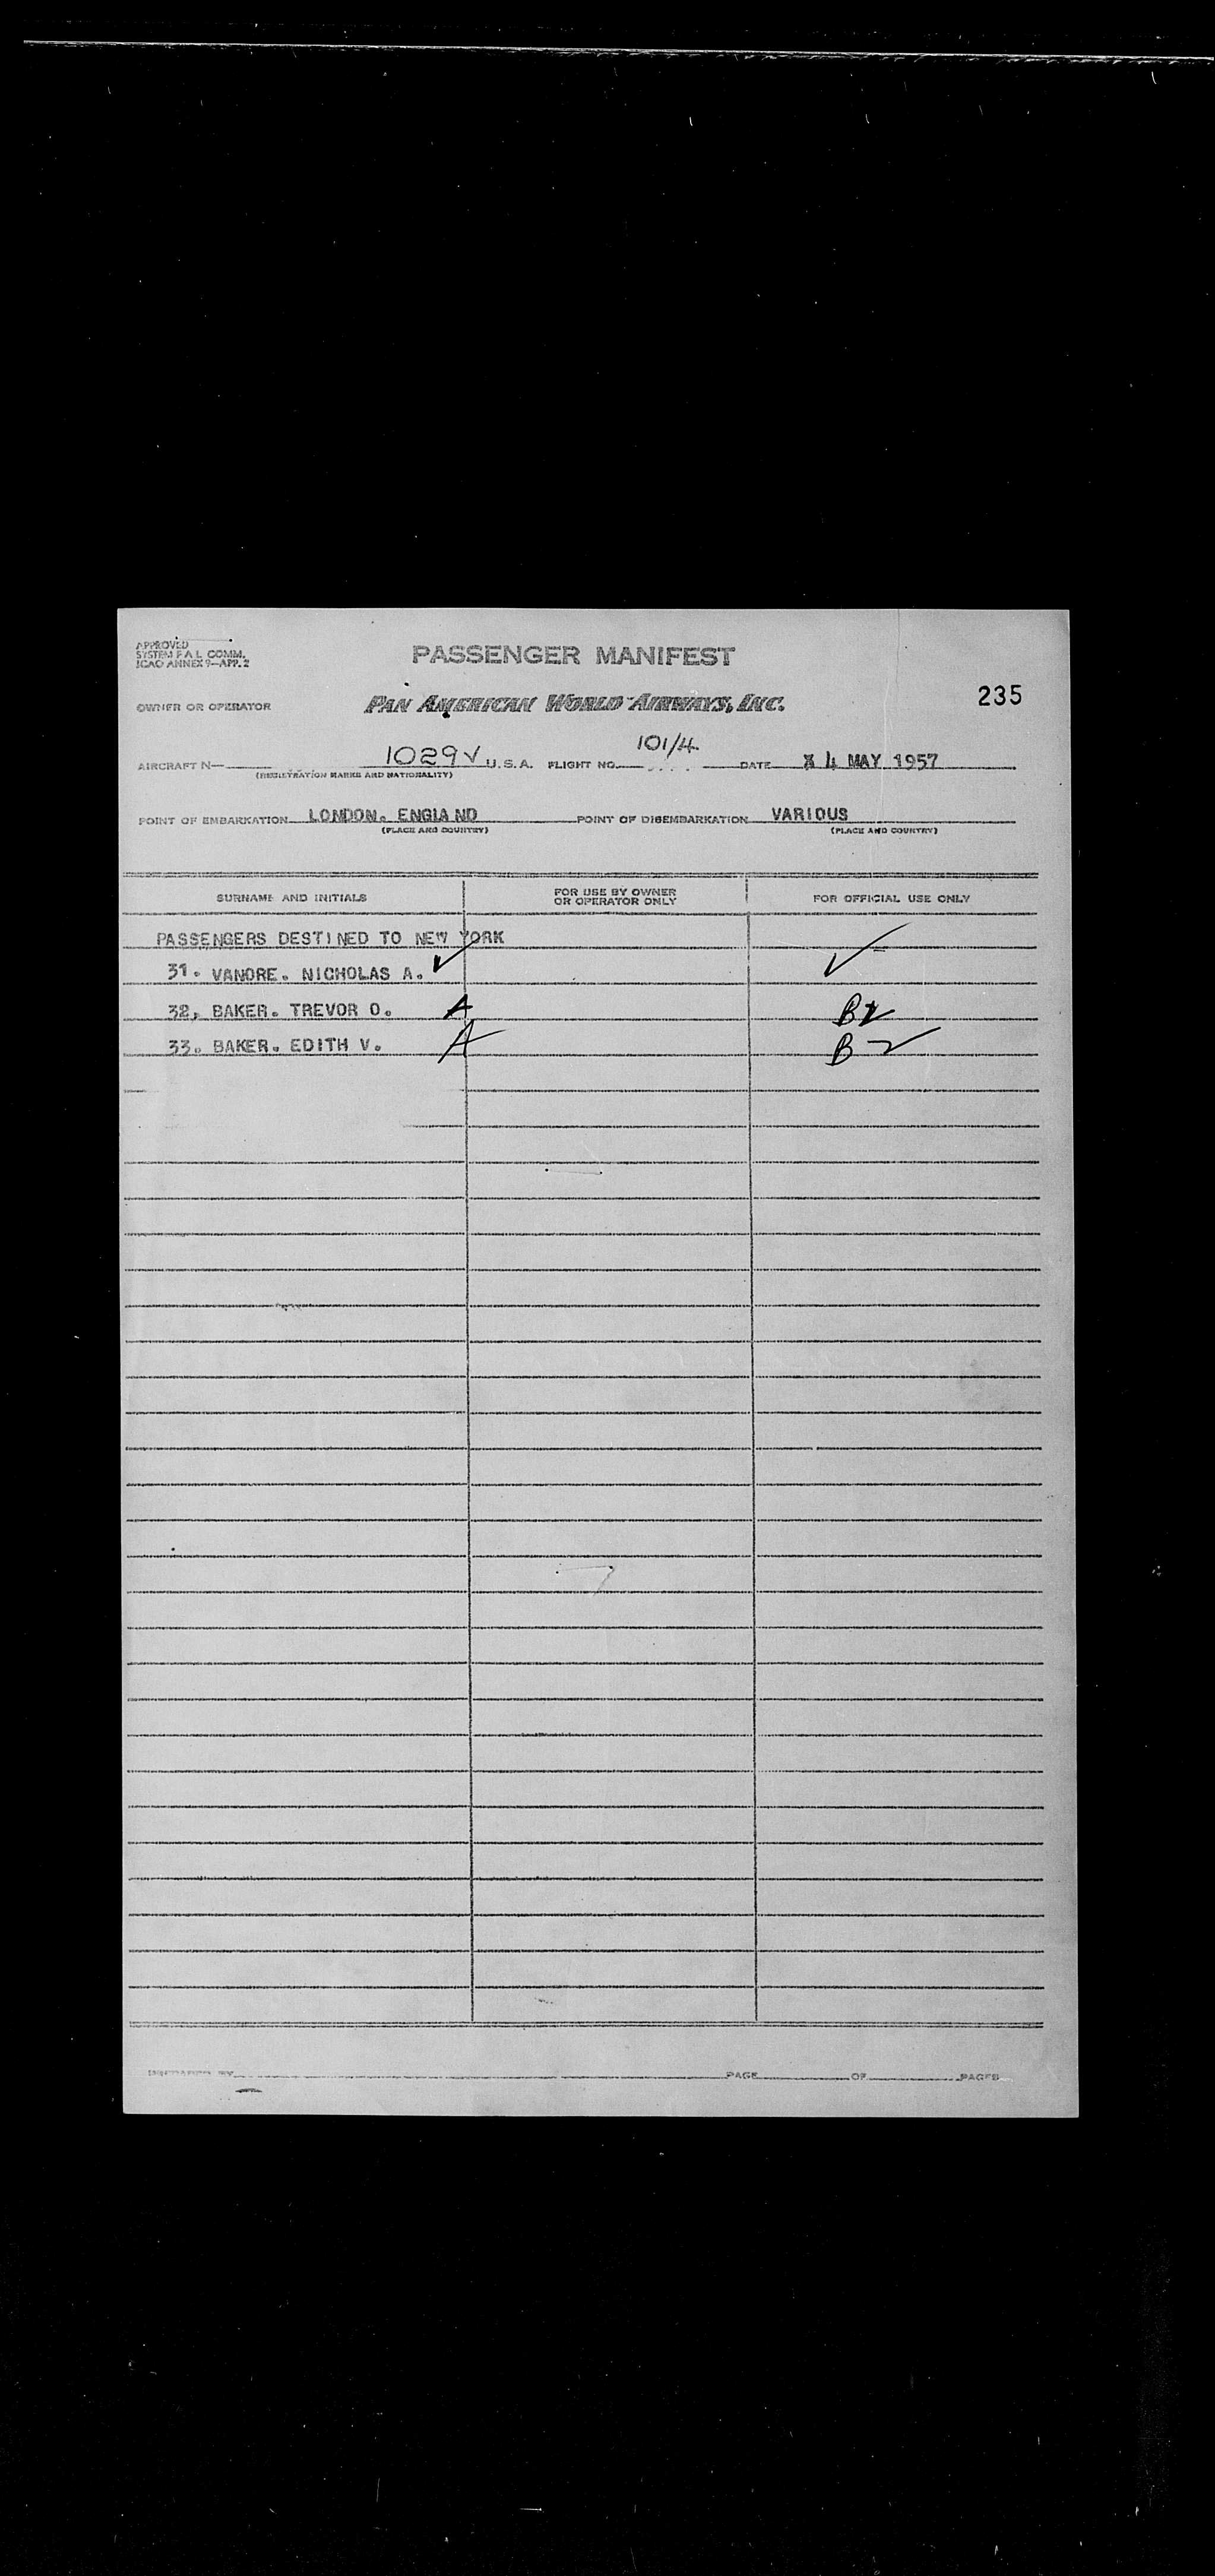 APPROVED
SYSTEM F A L COMM.
ICAO ANNEX 9—APP. 2
PASSENGER MANIFEST
OWNER OR OPERATOR
PAN AMERICAN WORLD AIRWAYS, INC.
235
AIRCRAFT N— 1029V U.S.A. FLIGHT NO. 101/4 DATE X 4 MAY 1957
(REGISTRATION MARKS AND NATIONALITY)
POINT OF EMBARKATION LONDON. ENGLAND POINT OF DISEMBARKATION VARIOUS
(PLACE AND COUNTRY) (PLACE AND COUNTRY)
SURNAME AND INITIALS FOR USE BY OWNER OR OPERATOR ONLY FOR OFFICIAL USE ONLY
PASSENGERS DESTINED TO NEW YORK
31. VANORE. NICHOLAS A. ✓ ✓
32. BAKER. TREVOR O. A B2
33. BAKER. EDITH V. A B2
PREPARED BY PAGE OF PAGES